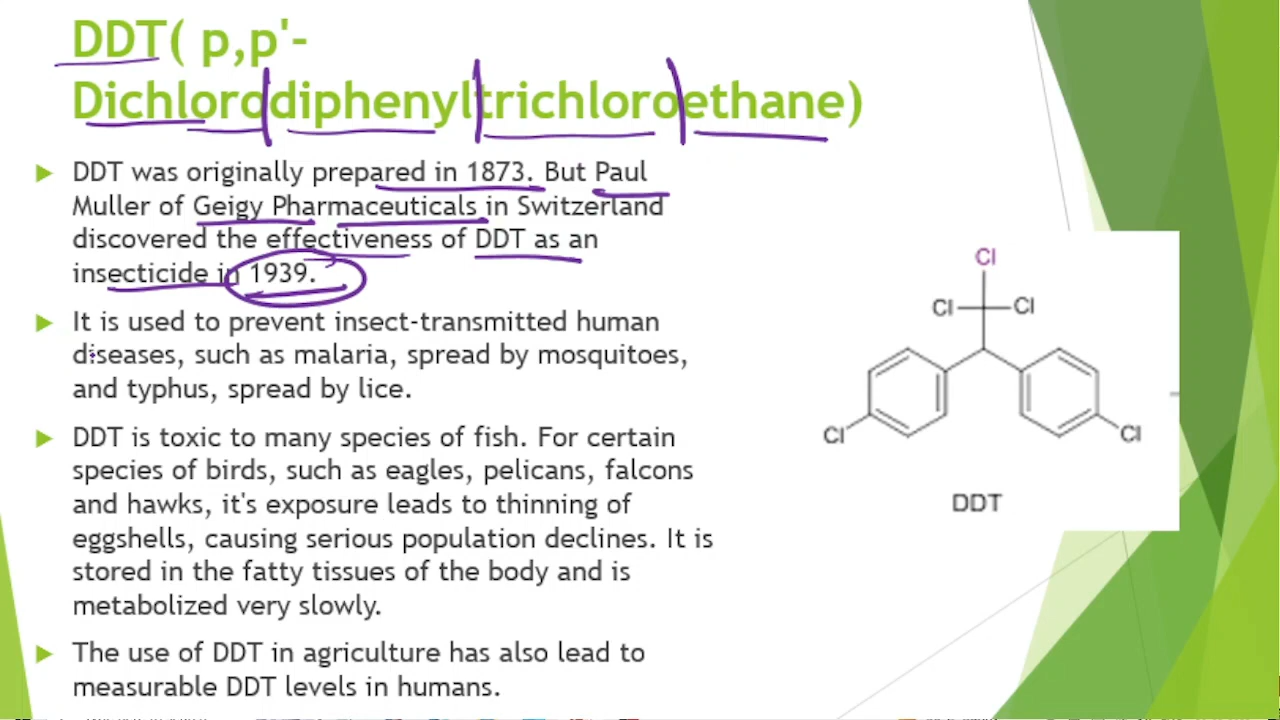 DDT( p,p'-
Dichlorodiphenyltrichloroethane)
DDT was originally prepared in 1873. But Paul
Muller of Geigy Pharmaceuticals in Switzerland
discovered the effectiveness of DDT as an
insecticide in 1939.
It is used to prevent insect-transmitted human
diseases, such as malaria, spread by mosquitoes,
and typhus, spread by lice.
DDT is toxic to many species of fish. For certain
species of birds, such as eagles, pelicans, falcons
and hawks, it's exposure leads to thinning of
eggshells, causing serious population declines. It is
stored in the fatty tissues of the body and is
metabolized very slowly.
The use of DDT in agriculture has also lead to
measurable DDT levels in humans.
Cl
Cl
Cl
Cl
Cl
DDT